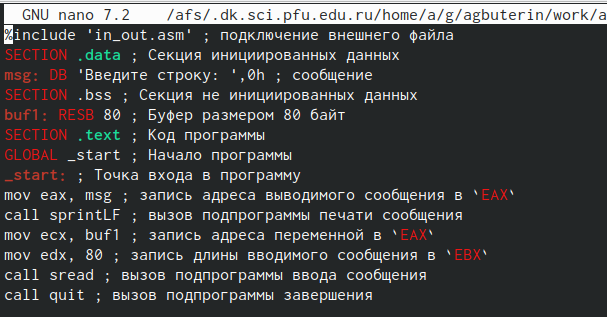 GNU nano 7.2 /afs/.dk.sci.pfu.edu.ru/home/a/g/agbuterin/work/a
%include 'in_out.asm' ; подключение внешнего файла
SECTION .data ; Секция инициированных данных
msg: DB 'Введите строку: ',0h ; сообщение
SECTION .bss ; Секция не инициированных данных
buf1: RESB 80 ; Буфер размером 80 байт
SECTION .text ; Код программы
GLOBAL _start ; Начало программы
_start: ; Точка входа в программу
mov eax, msg ; запись адреса выводимого сообщения в `EAX`
call sprintLF ; вызов подпрограммы печати сообщения
mov ecx, buf1 ; запись адреса переменной в `EAX`
mov edx, 80 ; запись длины вводимого сообщения в `EBX`
call sread ; вызов подпрограммы ввода сообщения
call quit ; вызов подпрограммы завершения